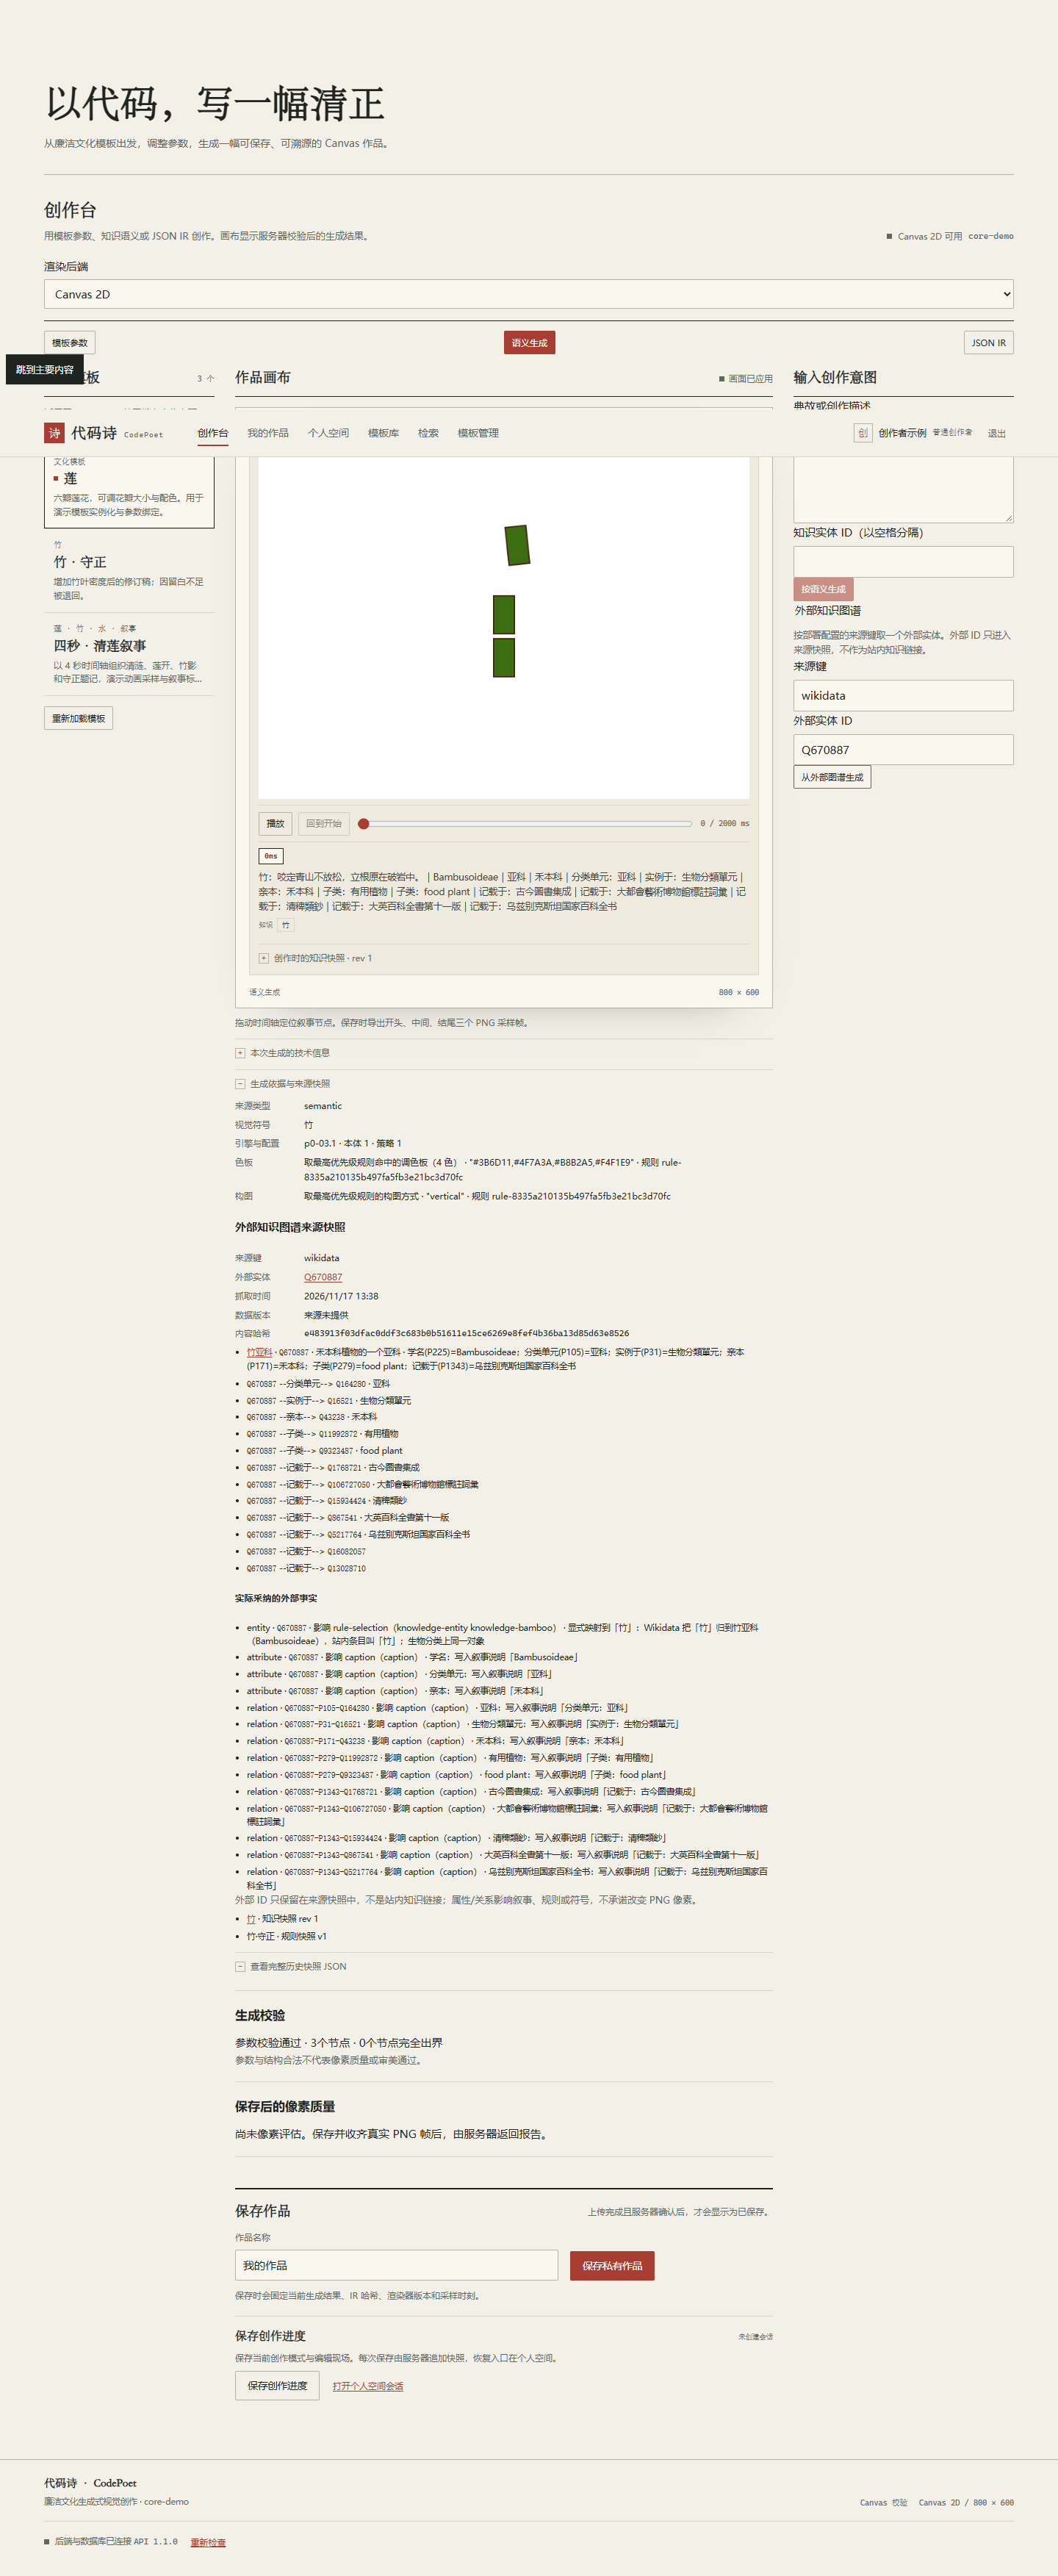 以代码，写一幅清正
从廉洁文化模板出发，调整参数，生成一幅可保存、可溯源的 Canvas 作品。
创作台
用模板参数、知识语义或 JSON IR 创作。画布显示服务器校验后的生成结果。
Canvas 2D 可用 core-demo
渲染后端
Canvas 2D
模板参数
语义生成
JSON IR
跳到主要内容
模板
3 个
作品画布
画面已应用
输入创作意图
典故或创作描述
诗 代码诗 CodePoet
创作台 我的作品 个人空间 模板库 检索 模板管理
创 创作者示例 普通创作者 退出
文化模板
莲
六瓣莲花，可调花瓣大小与配色。用于
演示模板实例化与参数绑定。
竹
竹 · 守正
增加竹叶密度后的修订稿；因留白不足
被退回。
莲 · 竹 · 水 · 叙事
四秒 · 清莲叙事
以 4 秒时间轴组织清涟、莲开、竹影
和守正题记，演示动画采样与叙事标...
重新加载模板
知识实体 ID（以空格分隔）
按语义生成
外部知识图谱
按部署配置的来源键取一个外部实体。外部 ID 只进入
来源快照，不作为站内知识链接。
来源键
wikidata
外部实体 ID
Q670887
从外部图谱生成
播放
回到开始
0 / 2000 ms
0ms
竹：咬定青山不放松，立根原在破岩中。 | Bambusoideae | 亚科 | 禾本科 | 分类单元：亚科 | 实例于：生物分類單元 |
亲本：禾本科 | 子类：有用植物 | 子类：food plant | 记载于：古今圖書集成 | 记载于：大都會藝術博物館標註詞彙 | 记
载于：清稗類鈔 | 记载于：大英百科全書第十一版 | 记载于：乌兹别克斯坦国家百科全书
知识 竹
+ 创作时的知识快照 · rev 1
语义生成
800 × 600
拖动时间轴定位叙事节点。保存时导出开头、中间、结尾三个 PNG 采样帧。
+ 本次生成的技术信息
− 生成依据与来源快照
来源类型 semantic
视觉符号 竹
引擎与配置 p0-03.1 · 本体 1 · 策略 1
色板 取最高优先级规则命中的调色板（4 色） · "#3B6D11,#4F7A3A,#B8B2A5,#F4F1E9" · 规则 rule-
8335a210135b497fa5fb3e21bc3d70fc
构图 取最高优先级规则的构图方式 · "vertical" · 规则 rule-8335a210135b497fa5fb3e21bc3d70fc
外部知识图谱来源快照
来源键 wikidata
外部实体 Q670887
抓取时间 2026/11/17 13:38
数据版本 来源未提供
内容哈希 e483913f03dfac0ddf3c683b0b51611e15ce6269e8fef4b36ba13d85d63e8526
竹亚科 · Q670887 · 禾本科植物的一个亚科 · 学名(P225)=Bambusoideae；分类单元(P105)=亚科；实例于(P31)=生物分類單元；亲本
(P171)=禾本科；子类(P279)=food plant；记载于(P1343)=乌兹别克斯坦国家百科全书
Q670887 --分类单元--> Q164280 · 亚科
Q670887 --实例于--> Q16521 · 生物分類單元
Q670887 --亲本--> Q43238 · 禾本科
Q670887 --子类--> Q11992872 · 有用植物
Q670887 --子类--> Q9323487 · food plant
Q670887 --记载于--> Q1768721 · 古今圖書集成
Q670887 --记载于--> Q106727050 · 大都會藝術博物館標註詞彙
Q670887 --记载于--> Q15934424 · 清稗類鈔
Q670887 --记载于--> Q867541 · 大英百科全書第十一版
Q670887 --记载于--> Q5217764 · 乌兹别克斯坦国家百科全书
Q670887 --记载于--> Q16082057
Q670887 --记载于--> Q13028710
实际采纳的外部事实
entity · Q670887 · 影响 rule-selection（knowledge-entity knowledge-bamboo） · 显式映射到「竹」：Wikidata 把「竹」归到竹亚科
（Bambusoideae），站内条目叫「竹」；生物分类上同一对象
attribute · Q670887 · 影响 caption（caption） · 学名：写入叙事说明「Bambusoideae」
attribute · Q670887 · 影响 caption（caption） · 分类单元：写入叙事说明「亚科」
attribute · Q670887 · 影响 caption（caption） · 亲本：写入叙事说明「禾本科」
relation · Q670887-P105-Q164280 · 影响 caption（caption） · 亚科：写入叙事说明「分类单元：亚科」
relation · Q670887-P31-Q16521 · 影响 caption（caption） · 生物分類單元：写入叙事说明「实例于：生物分類單元」
relation · Q670887-P171-Q43238 · 影响 caption（caption） · 禾本科：写入叙事说明「亲本：禾本科」
relation · Q670887-P279-Q11992872 · 影响 caption（caption） · 有用植物：写入叙事说明「子类：有用植物」
relation · Q670887-P279-Q9323487 · 影响 caption（caption） · food plant：写入叙事说明「子类：food plant」
relation · Q670887-P1343-Q1768721 · 影响 caption（caption） · 古今圖書集成：写入叙事说明「记载于：古今圖書集成」
relation · Q670887-P1343-Q106727050 · 影响 caption（caption） · 大都會藝術博物館標註詞彙：写入叙事说明「记载于：大都會藝術博物館
標註詞彙」
relation · Q670887-P1343-Q15934424 · 影响 caption（caption） · 清稗類鈔：写入叙事说明「记载于：清稗類鈔」
relation · Q670887-P1343-Q867541 · 影响 caption（caption） · 大英百科全書第十一版：写入叙事说明「记载于：大英百科全書第十一版」
relation · Q670887-P1343-Q5217764 · 影响 caption（caption） · 乌兹别克斯坦国家百科全书：写入叙事说明「记载于：乌兹别克斯坦国家百
科全书」
外部 ID 只保留在来源快照中，不是站内知识链接；属性/关系影响叙事、规则或符号，不承诺改变 PNG 像素。
竹 · 知识快照 rev 1
竹·守正 · 规则快照 v1
− 查看完整历史快照 JSON
生成校验
参数校验通过 · 3个节点 · 0个节点完全出界
参数与结构合法不代表像素质量或审美通过。
保存后的像素质量
尚未像素评估。保存并收齐真实 PNG 帧后，由服务器返回报告。
保存作品
上传完成且服务器确认后，才会显示为已保存。
作品名称
我的作品
保存私有作品
保存时会固定当前生成结果、IR 哈希、渲染器版本和采样时刻。
保存创作进度
未创建会话
保存当前创作模式与编辑现场。每次保存由服务器追加快照，恢复入口在个人空间。
保存创作进度
打开个人空间会话
代码诗 · CodePoet
廉洁文化生成式视觉创作 · core-demo
Canvas 校验 Canvas 2D / 800 × 600
后端与数据库已连接 API 1.1.0 重新检查